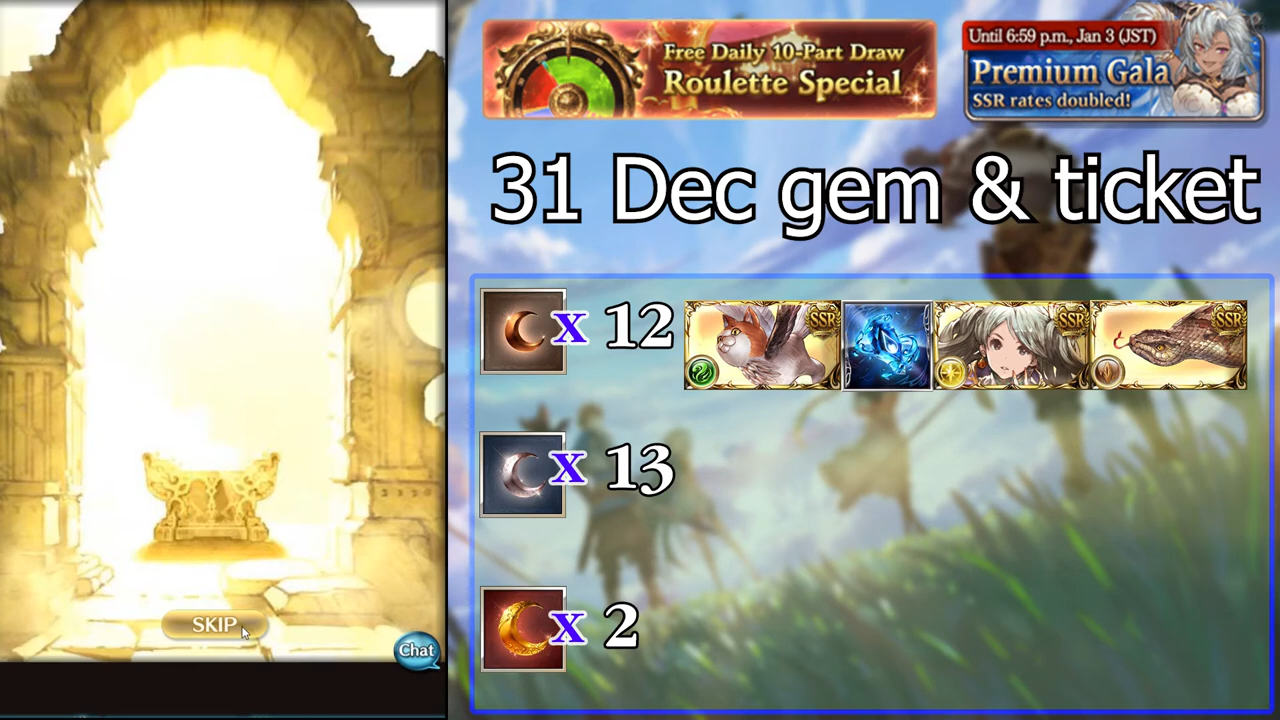 Free Daily 10-Part Draw
Roulette Special
Until 6:59 p.m., Jan 3 (JST)
Premium Gala
SSR rates doubled!
31 Dec gem & ticket
x 12
SSR
SSR
SSR
x 13
x 2
SKIP
Chat